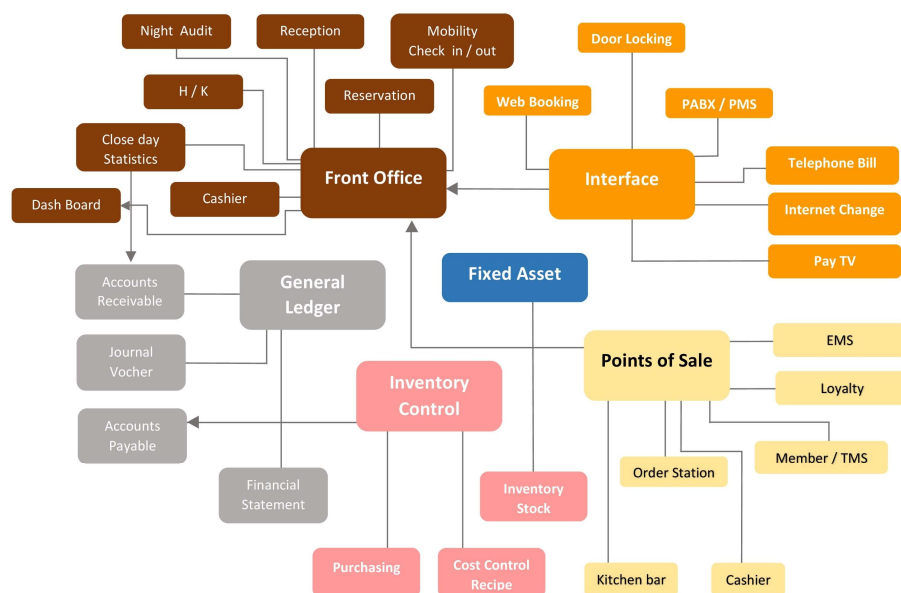 Night Audit
Reception
Mobility
Check in / out
Door Locking
H / K
Reservation
Web Booking
PABX / PMS
Close day
Statistics
Front Office
Interface
Telephone Bill
Dash Board
Cashier
Internet Change
Pay TV
Accounts
Receivable
General
Ledger
Fixed Asset
Journal
Vocher
Points of Sale
EMS
Inventory
Control
Loyalty
Accounts
Payable
Member / TMS
Order Station
Financial
Statement
Inventory
Stock
Purchasing
Cost Control
Recipe
Kitchen bar
Cashier